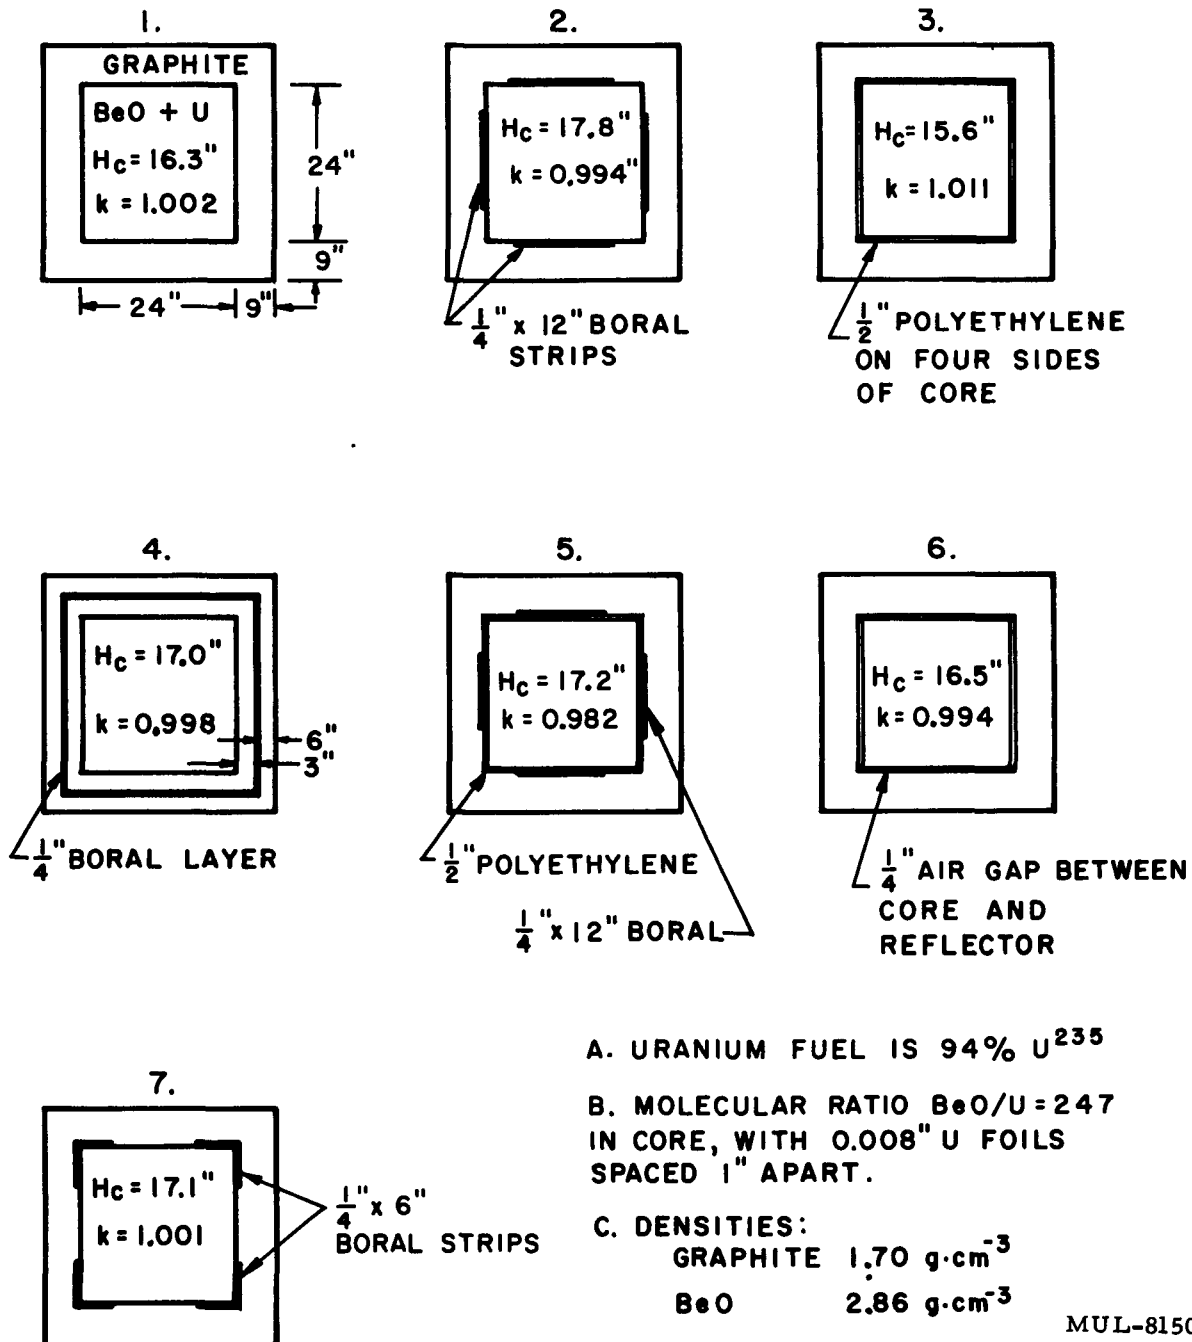 1.
GRAPHITE
BeO + U
Hc = 16.3"
k = 1.002
24"
9"
24"
9"
2.
Hc = 17.8"
k = 0.994"
1/4" x 12" BORAL
STRIPS
3.
Hc = 15.6"
k = 1.011
1/2" POLYETHYLENE
ON FOUR SIDES
OF CORE
4.
Hc = 17.0"
k = 0.998
6"
3"
1/4" BORAL LAYER
5.
Hc = 17.2"
k = 0.982
1/2" POLYETHYLENE
1/4" x 12" BORAL
6.
Hc = 16.5"
k = 0.994
1/4" AIR GAP BETWEEN
CORE AND
REFLECTOR
7.
Hc = 17.1"
k = 1.001
1/4" x 6"
BORAL STRIPS
A. URANIUM FUEL IS 94% U²³⁵
B. MOLECULAR RATIO BeO/U = 247
IN CORE, WITH 0.008" U FOILS
SPACED 1" APART.
C. DENSITIES:
GRAPHITE 1.70 g·cm⁻³
BeO 2.86 g·cm⁻³
MUL-8150